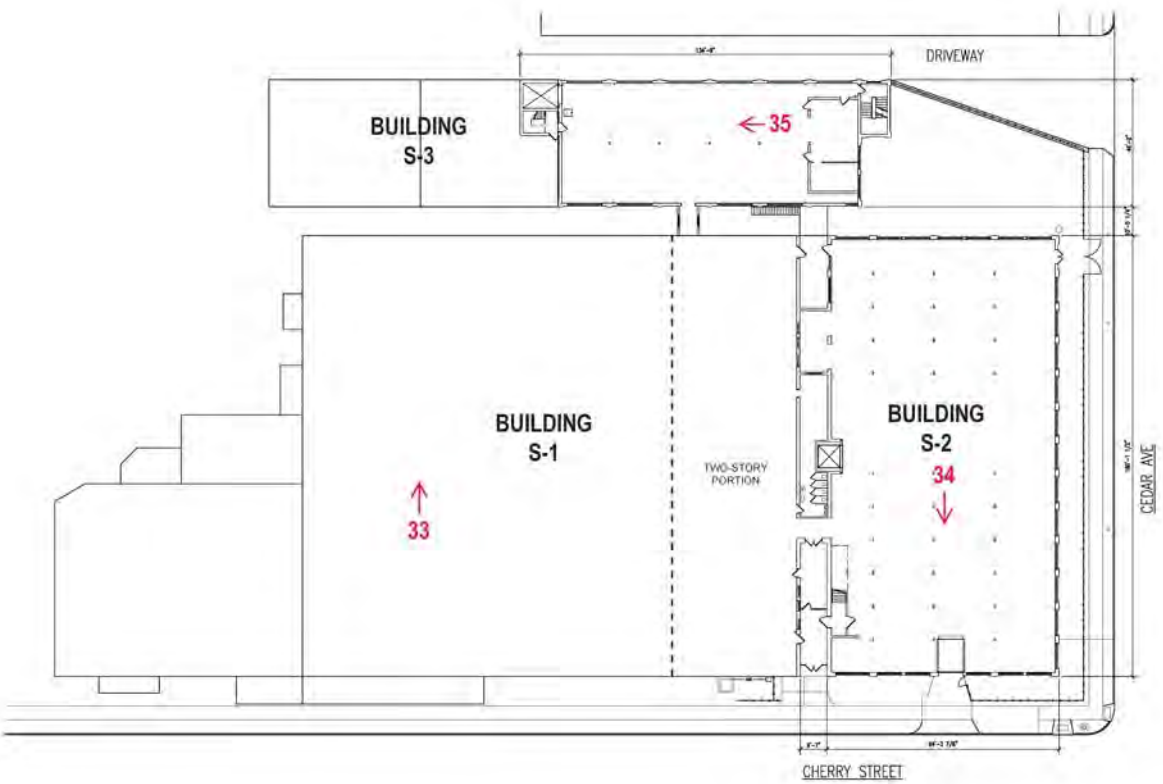 DRIVEWAY
BUILDING
S-3
35
BUILDING
S-1
TWO-STORY
PORTION
BUILDING
S-2
34
33
CEDAR AVE
CHERRY STREET